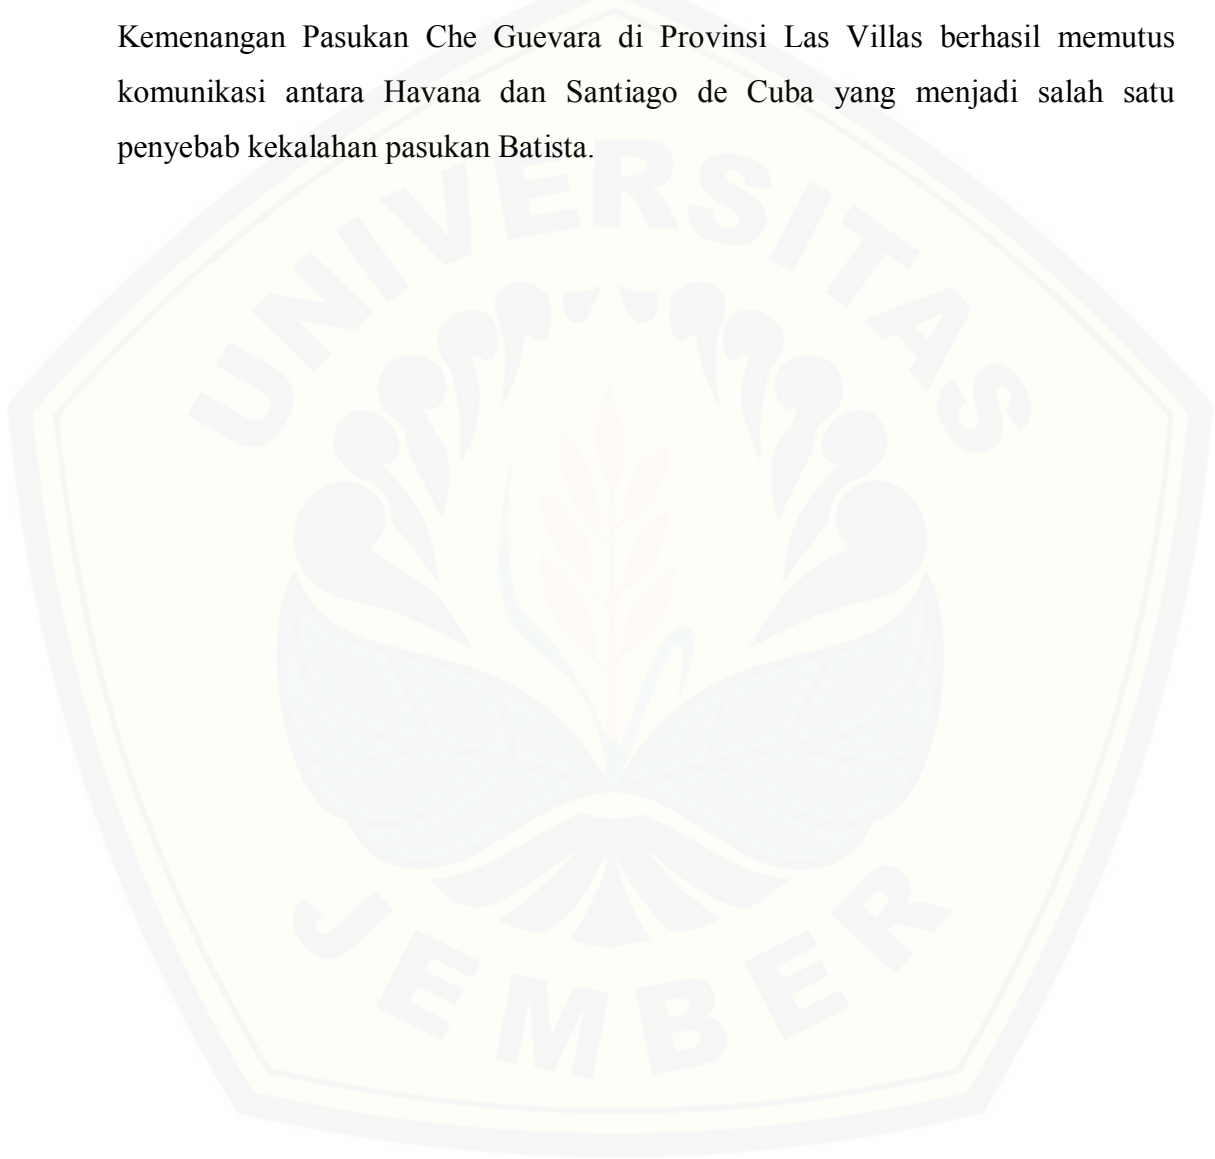 Kemenangan Pasukan Che Guevara di Provinsi Las Villas berhasil memutus
komunikasi antara Havana dan Santiago de Cuba yang menjadi salah satu
penyebab kekalahan pasukan Batista.
UNIVERSITAS
JEMBER